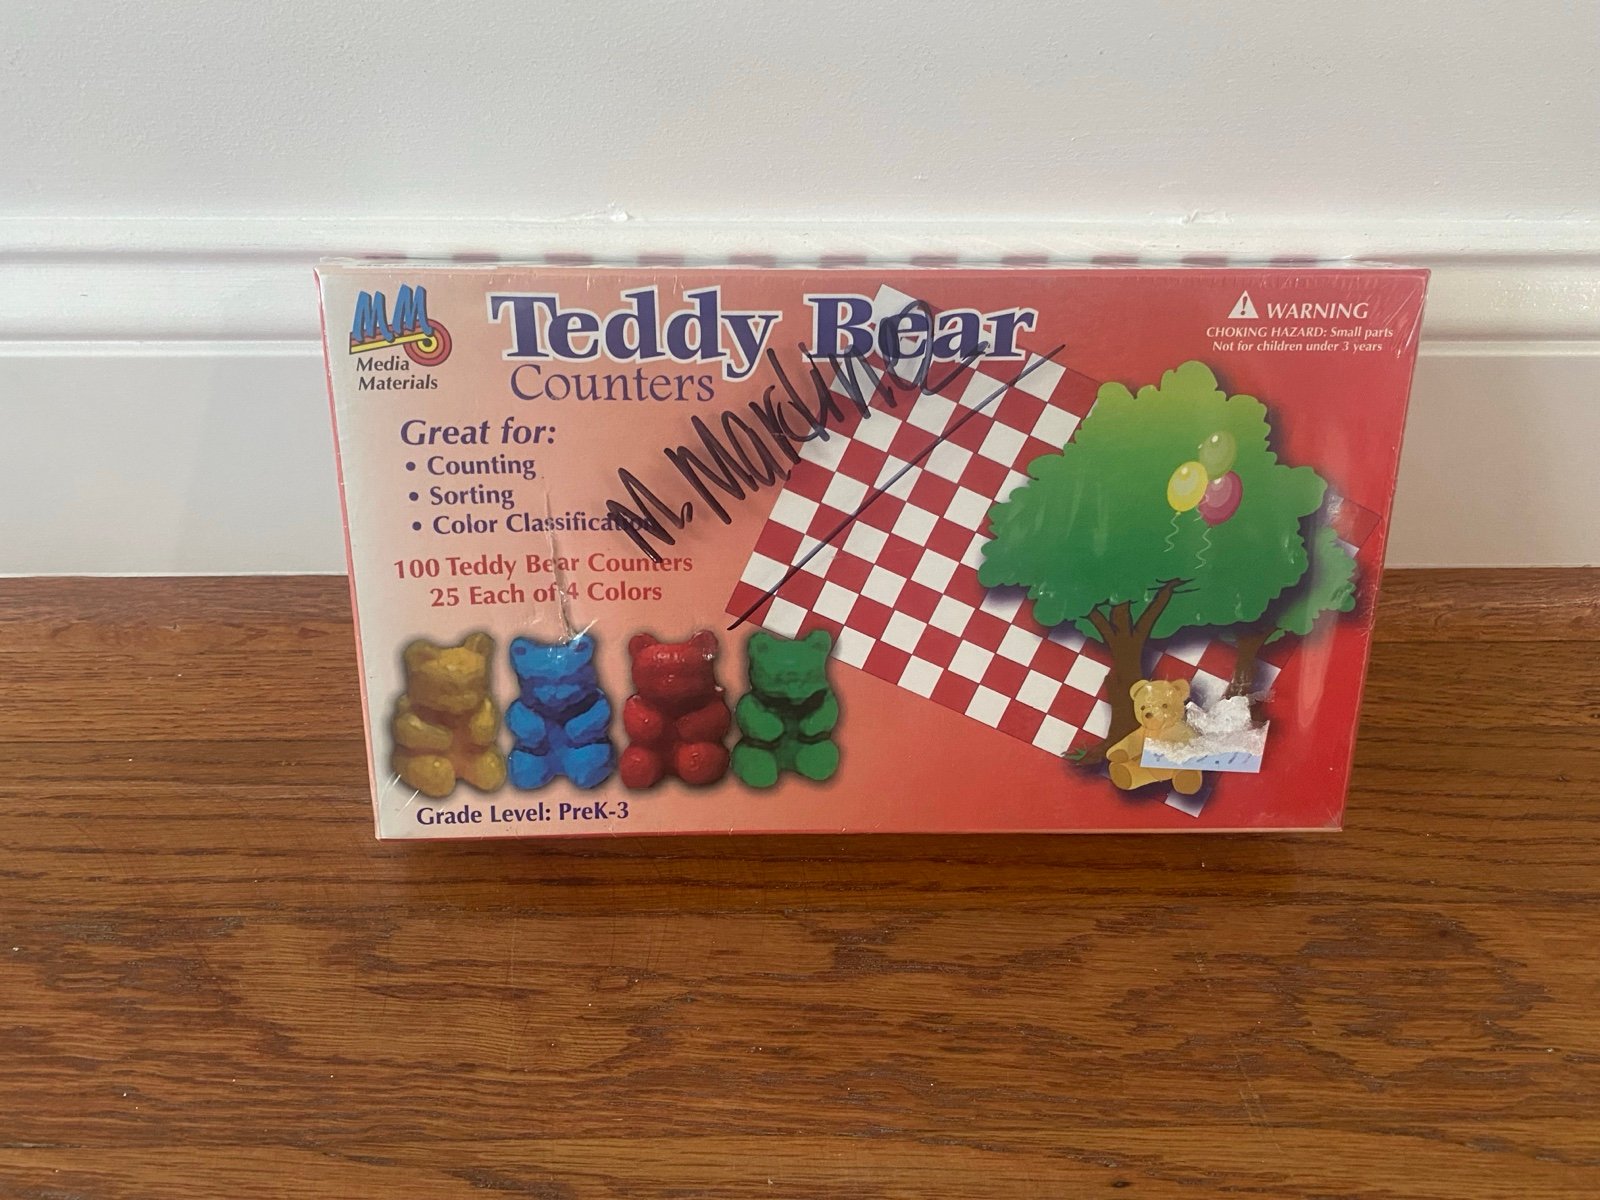 MM
Media
Materials
Teddy Bear
Counters
Great for:
• Counting
• Sorting
• Color Classification
100 Teddy Bear Counters
25 Each of 4 Colors
Grade Level: PreK-3
WARNING
CHOKING HAZARD: Small parts
Not for children under 3 years
M.